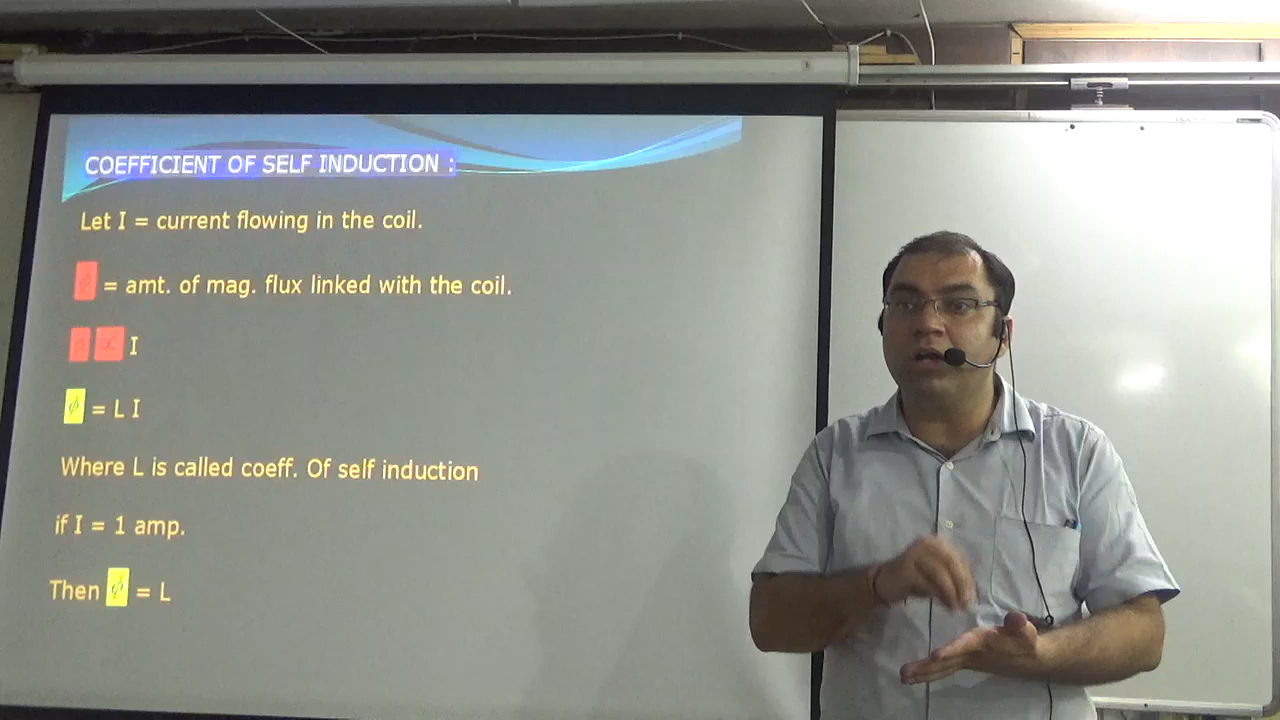 COEFFICIENT OF SELF INDUCTION :
Let I = current flowing in the coil.
ϕ = amt. of mag. flux linked with the coil.
ϕ ∝ I
ϕ = L I
Where L is called coeff. Of self induction
if I = 1 amp.
Then ϕ = L